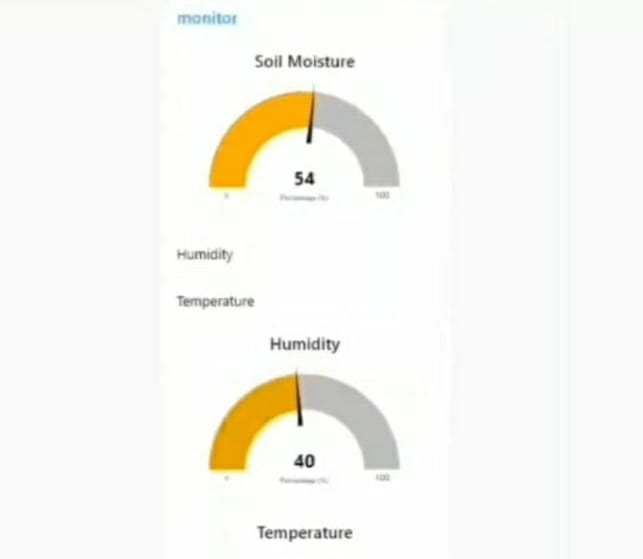 monitor
Soil Moisture
54
100
Humidity
Temperature
Humidity
40
100
Temperature